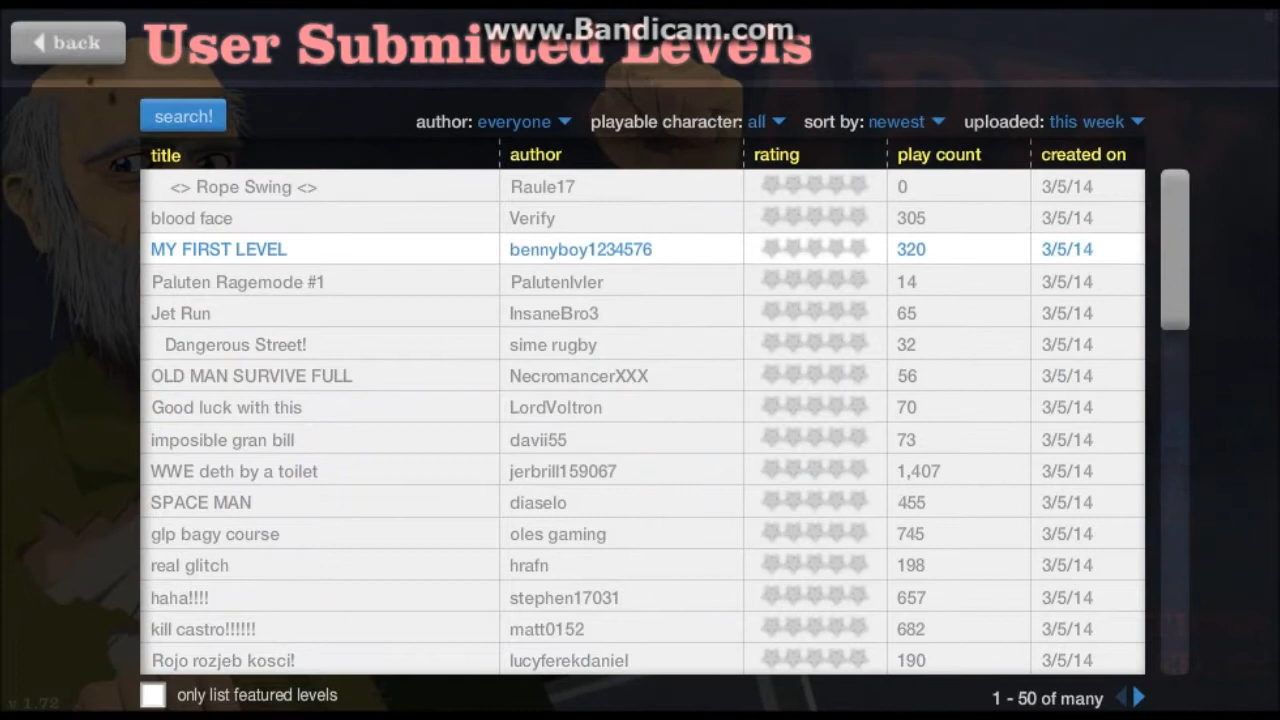 www.Bandicam.com
back
User Submitted Levels
search!
author: everyone playable character: all sort by: newest uploaded: this week
title author rating play count created on
<> Rope Swing <> Raule17 0 3/5/14
blood face Verify 305 3/5/14
MY FIRST LEVEL bennyboy1234576 320 3/5/14
Paluten Ragemode #1 Palutenlvler 14 3/5/14
Jet Run InsaneBro3 65 3/5/14
Dangerous Street! sime rugby 32 3/5/14
OLD MAN SURVIVE FULL NecromancerXXX 56 3/5/14
Good luck with this LordVoltron 70 3/5/14
imposible gran bill davii55 73 3/5/14
WWE deth by a toilet jerbrill159067 1,407 3/5/14
SPACE MAN diaselo 455 3/5/14
glp bagy course oles gaming 745 3/5/14
real glitch hrafn 198 3/5/14
haha!!!! stephen17031 657 3/5/14
kill castro!!!!!! matt0152 682 3/5/14
Rojo rozjeb kosci! lucyferekdaniel 190 3/5/14
only list featured levels
1 - 50 of many
v 1.72